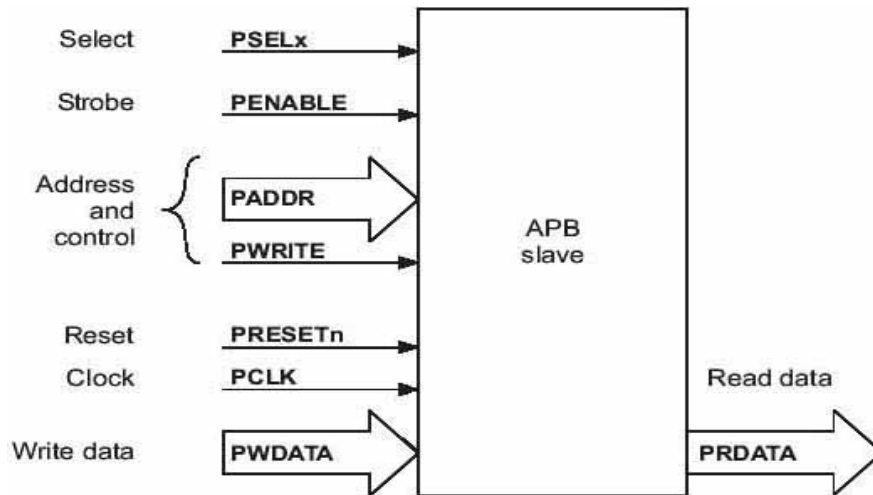 Select
PSELx
Strobe
PENABLE
Address
and
control
PADDR
PWRITE
APB
slave
Reset
PRESETn
Clock
PCLK
Read data
Write data
PWDATA
PRDATA